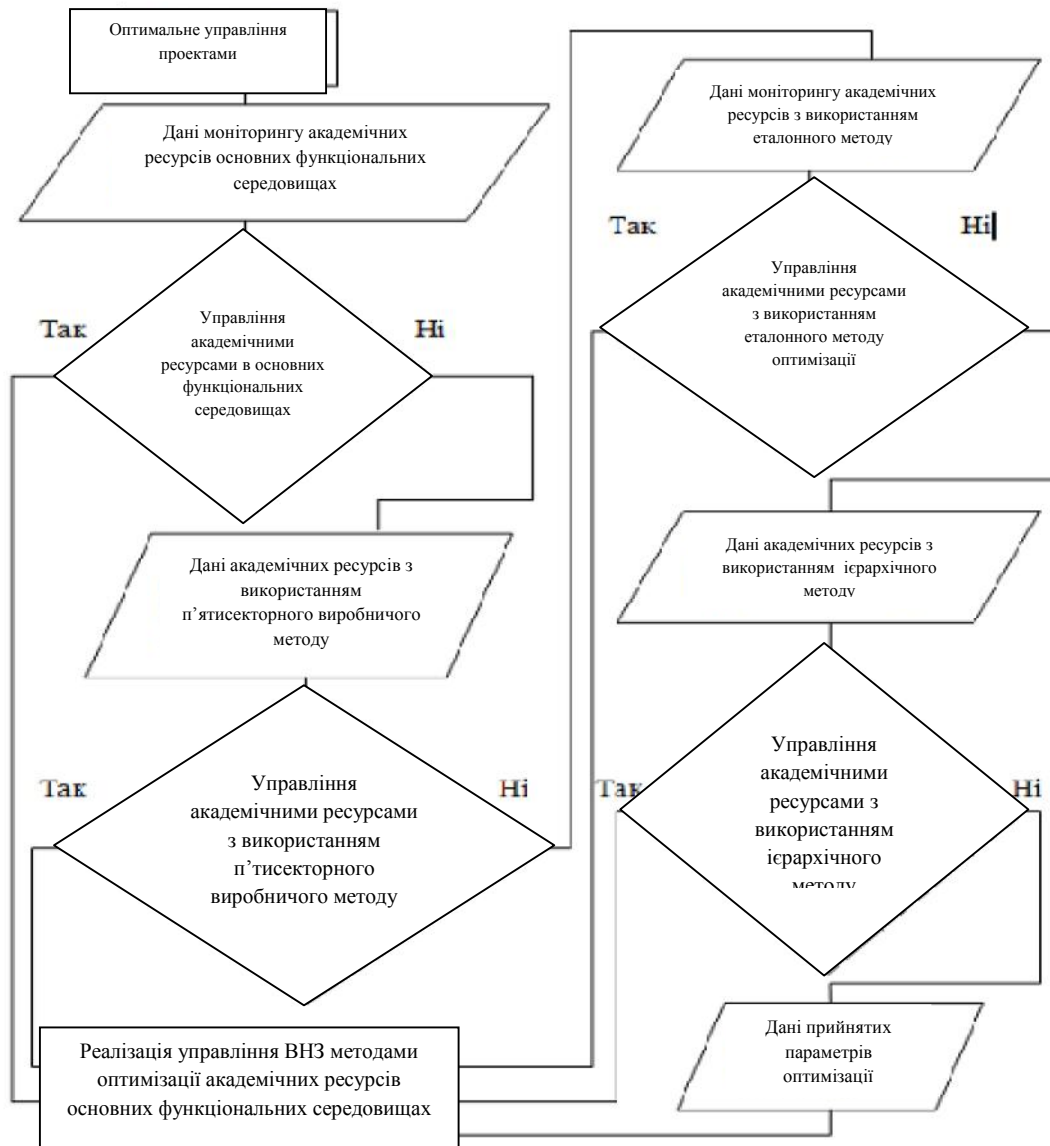 Оптимальне управління
проектами
Дані моніторингу академічних
ресурсів основних функціональних
середовищах
Так
Ні
Управління
академічними
ресурсами в основних
функціональних
середовищах
Дані академічних ресурсів з
використанням
п’ятисекторного виробничого
методу
Так
Ні
Управління
академічними ресурсами
з використанням
п’тисекторного
виробничого методу
Реалізація управління ВНЗ методами
оптимізації академічних ресурсів
основних функціональних середовищах
Дані моніторингу академічних
ресурсів з використанням
еталонного методу
Так
Ні
Управління
академічними ресурсами
з використанням
еталонного методу
оптимізації
Дані академічних ресурсів з
використанням ієрархічного
методу
Так
Ні
Управління
академічними
ресурсами з
використанням
ієрархічного
методу
Дані прийнятих
параметрів
оптимізації